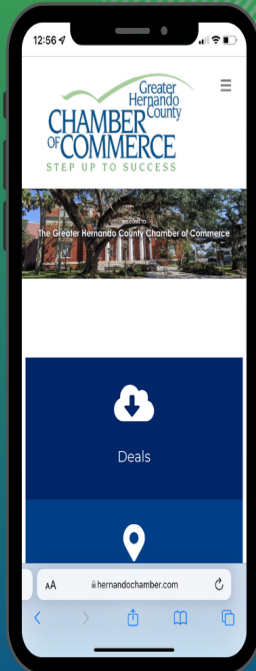 12:56
Greater
Hernando
County
CHAMBER
OF COMMERCE
STEP UP TO SUCCESS
WELCOME TO
The Greater Hernando County Chamber of Commerce
Deals
AA hernandochamber.com